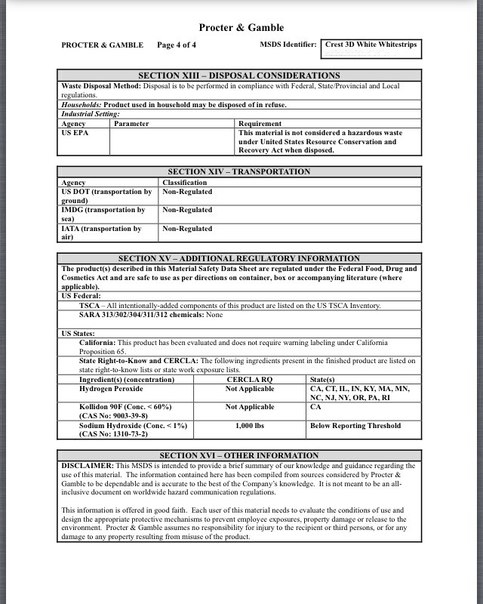 Procter & Gamble
PROCTER & GAMBLE Page 4 of 4 MSDS Identifier: Crest 3D White Whitestrips
SECTION XIII – DISPOSAL CONSIDERATIONS
Waste Disposal Method: Disposal is to be performed in compliance with Federal, State/Provincial and Local
regulations.
Households: Product used in household may be disposed of in refuse.
Industrial Setting:
Agency Parameter Requirement
US EPA This material is not considered a hazardous waste
under United States Resource Conservation and
Recovery Act when disposed.
SECTION XIV – TRANSPORTATION
Agency Classification
US DOT (transportation by Non-Regulated
ground)
IMDG (transportation by Non-Regulated
sea)
IATA (transportation by Non-Regulated
air)
SECTION XV – ADDITIONAL REGULATORY INFORMATION
The product(s) described in this Material Safety Data Sheet are regulated under the Federal Food, Drug and
Cosmetics Act and are safe to use as per directions on container, box or accompanying literature (where
applicable).
US Federal:
TSCA – All intentionally-added components of this product are listed on the US TSCA Inventory.
SARA 313/302/304/311/312 chemicals: None
US States:
California: This product has been evaluated and does not require warning labeling under California
Proposition 65.
State Right-to-Know and CERCLA: The following ingredients present in the finished product are listed on
state right-to-know lists or state work exposure lists.
Ingredient(s) (concentration) CERCLA RQ State(s)
Hydrogen Peroxide Not Applicable CA, CT, IL, IN, KY, MA, MN,
NC, NJ, NY, OR, PA, RI
Kollidon 90F (Conc. < 60%) Not Applicable CA
(CAS No: 9003-39-8)
Sodium Hydroxide (Conc. < 1%) 1,000 lbs Below Reporting Threshold
(CAS No: 1310-73-2)
SECTION XVI – OTHER INFORMATION
DISCLAIMER: This MSDS is intended to provide a brief summary of our knowledge and guidance regarding the
use of this material. The information contained here has been compiled from sources considered by Procter &
Gamble to be dependable and is accurate to the best of the Company's knowledge. It is not meant to be an all-
inclusive document on worldwide hazard communication regulations.
This information is offered in good faith. Each user of this material needs to evaluate the conditions of use and
design the appropriate protective mechanisms to prevent employee exposures, property damage or release to the
environment. Procter & Gamble assumes no responsibility for injury to the recipient or third persons, or for any
damage to any property resulting from misuse of the product.